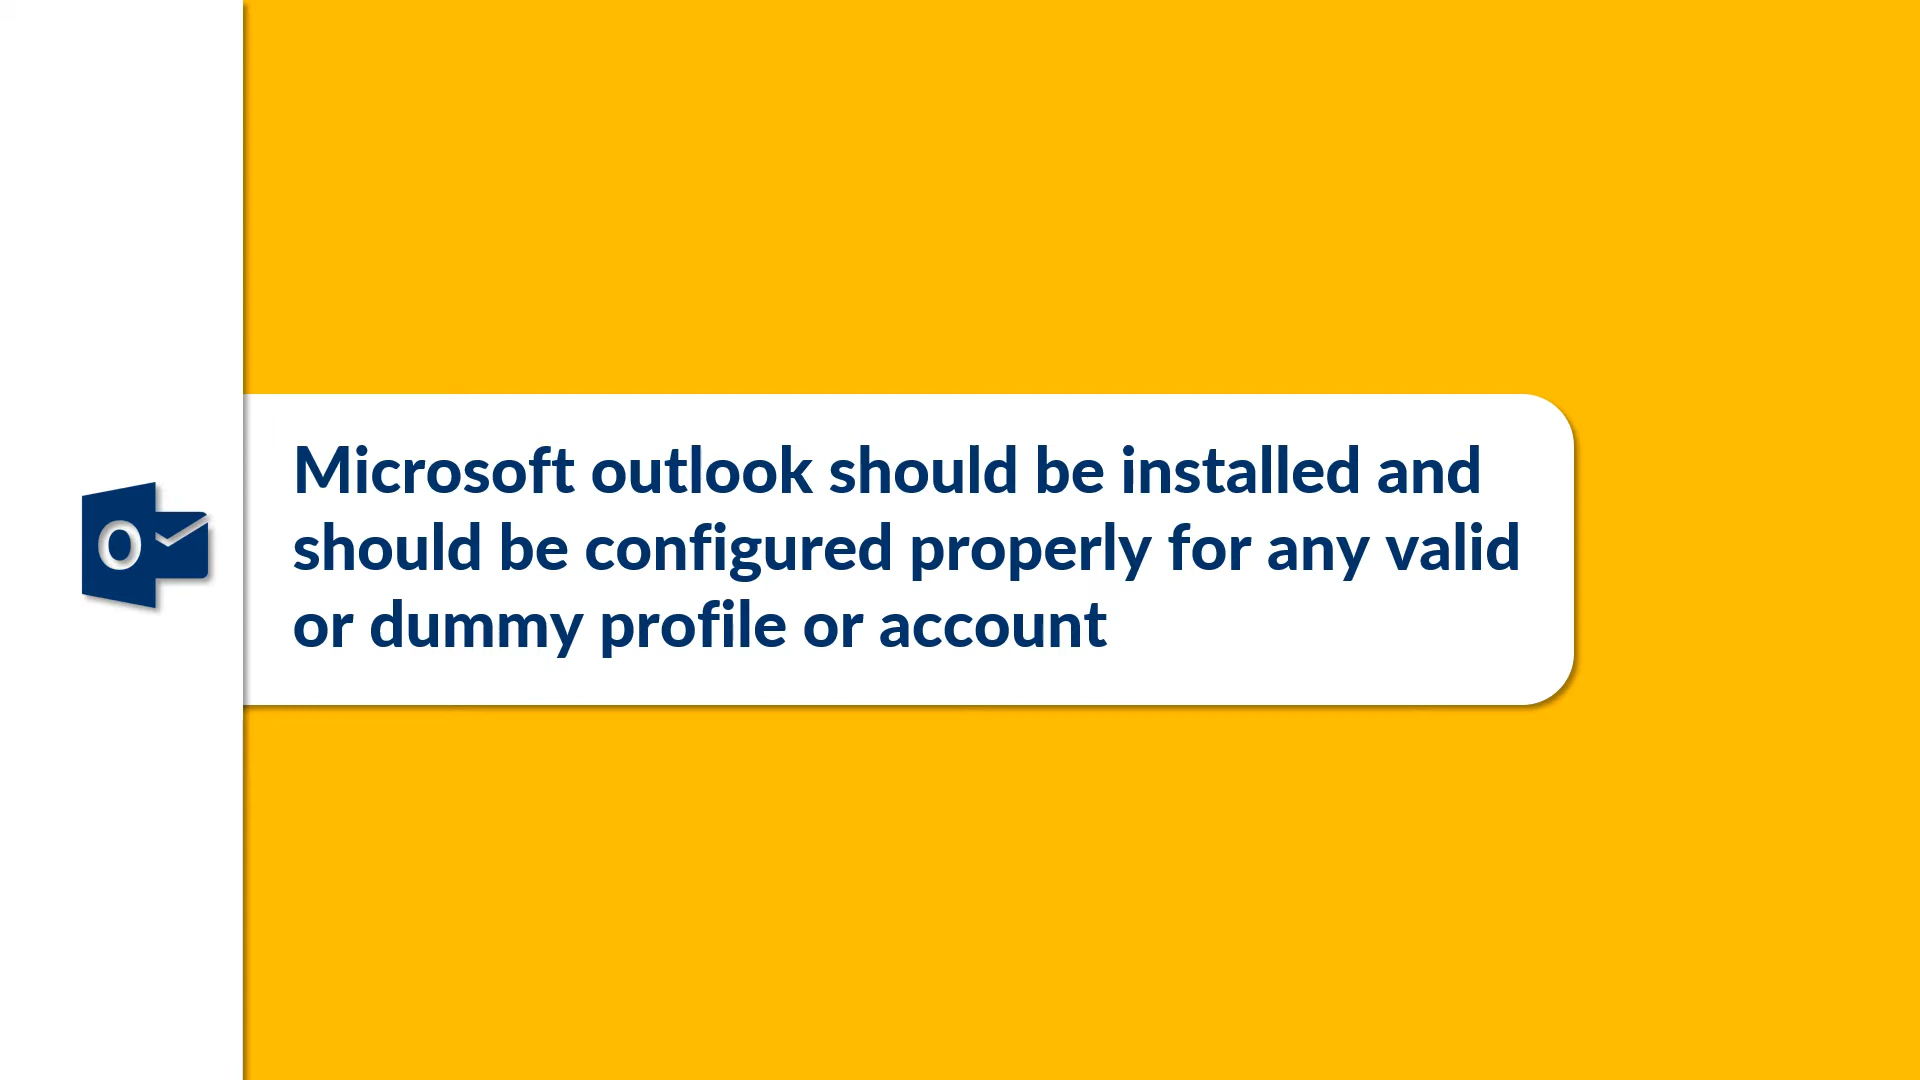 Microsoft outlook should be installed and
should be configured properly for any valid
or dummy profile or account